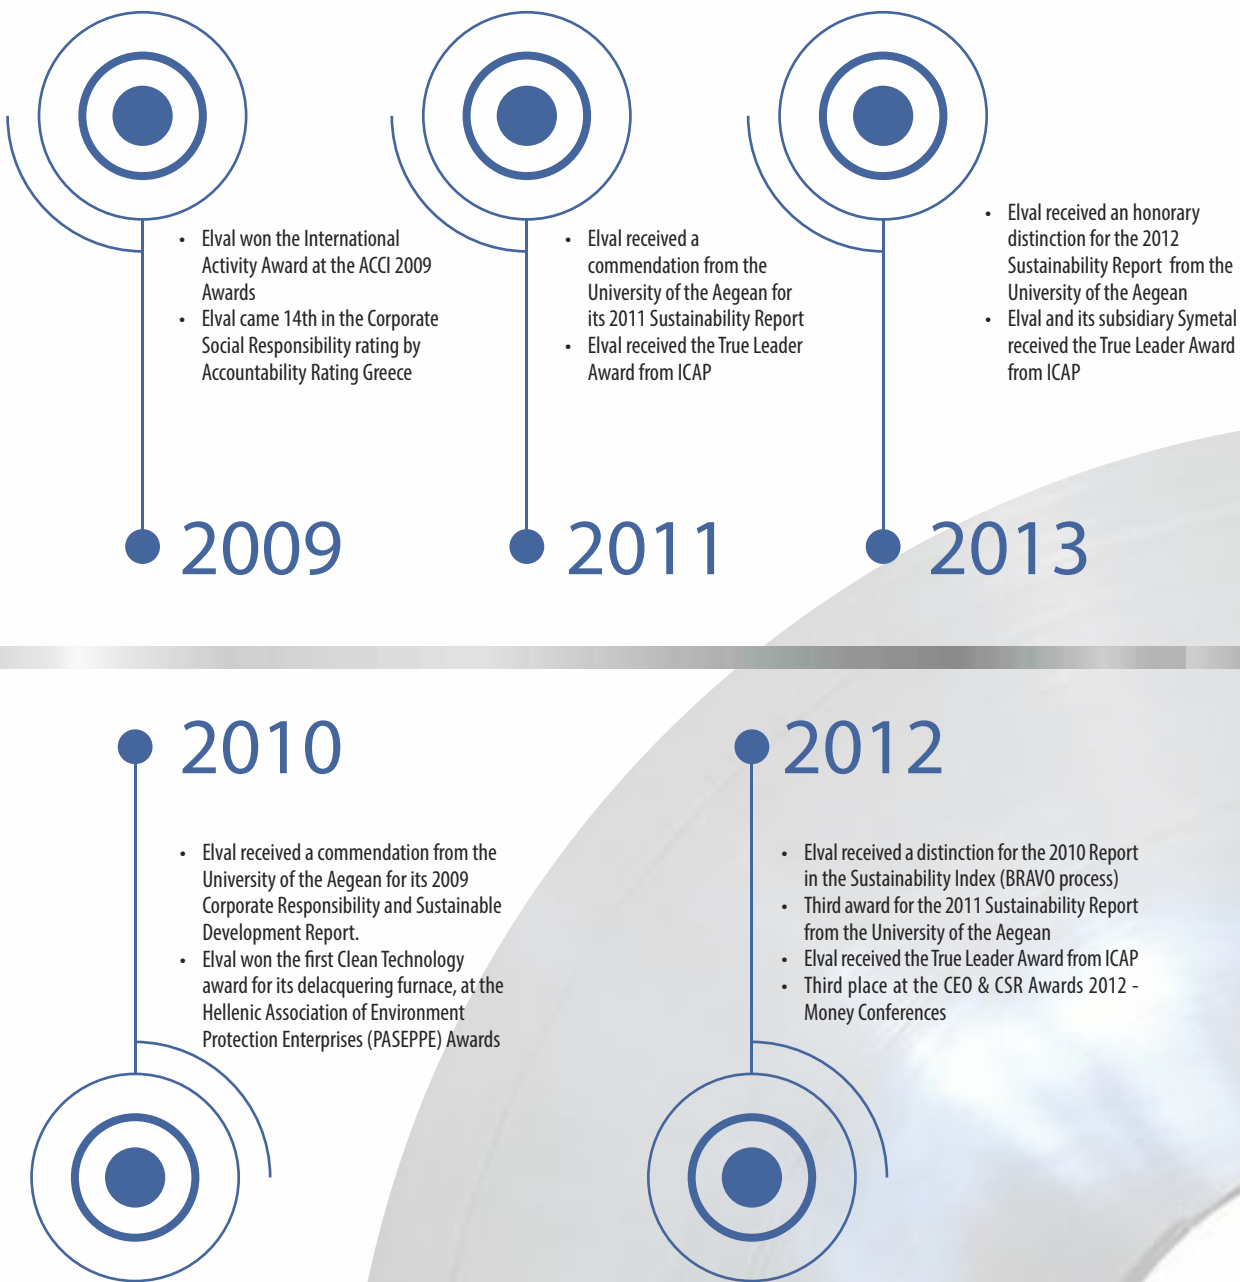 • Elval won the International
Activity Award at the ACCI 2009
Awards
• Elval came 14th in the Corporate
Social Responsibility rating by
Accountability Rating Greece
2009
• Elval received a
commendation from the
University of the Aegean for
its 2011 Sustainability Report
• Elval received the True Leader
Award from ICAP
2011
• Elval received an honorary
distinction for the 2012
Sustainability Report from the
University of the Aegean
• Elval and its subsidiary Symetal
received the True Leader Award
from ICAP
2013
2010
• Elval received a commendation from the
University of the Aegean for its 2009
Corporate Responsibility and Sustainable
Development Report.
• Elval won the first Clean Technology
award for its delacquering furnace, at the
Hellenic Association of Environment
Protection Enterprises (PASEPPE) Awards
2012
• Elval received a distinction for the 2010 Report
in the Sustainability Index (BRAVO process)
• Third award for the 2011 Sustainability Report
from the University of the Aegean
• Elval received the True Leader Award from ICAP
• Third place at the CEO & CSR Awards 2012 -
Money Conferences